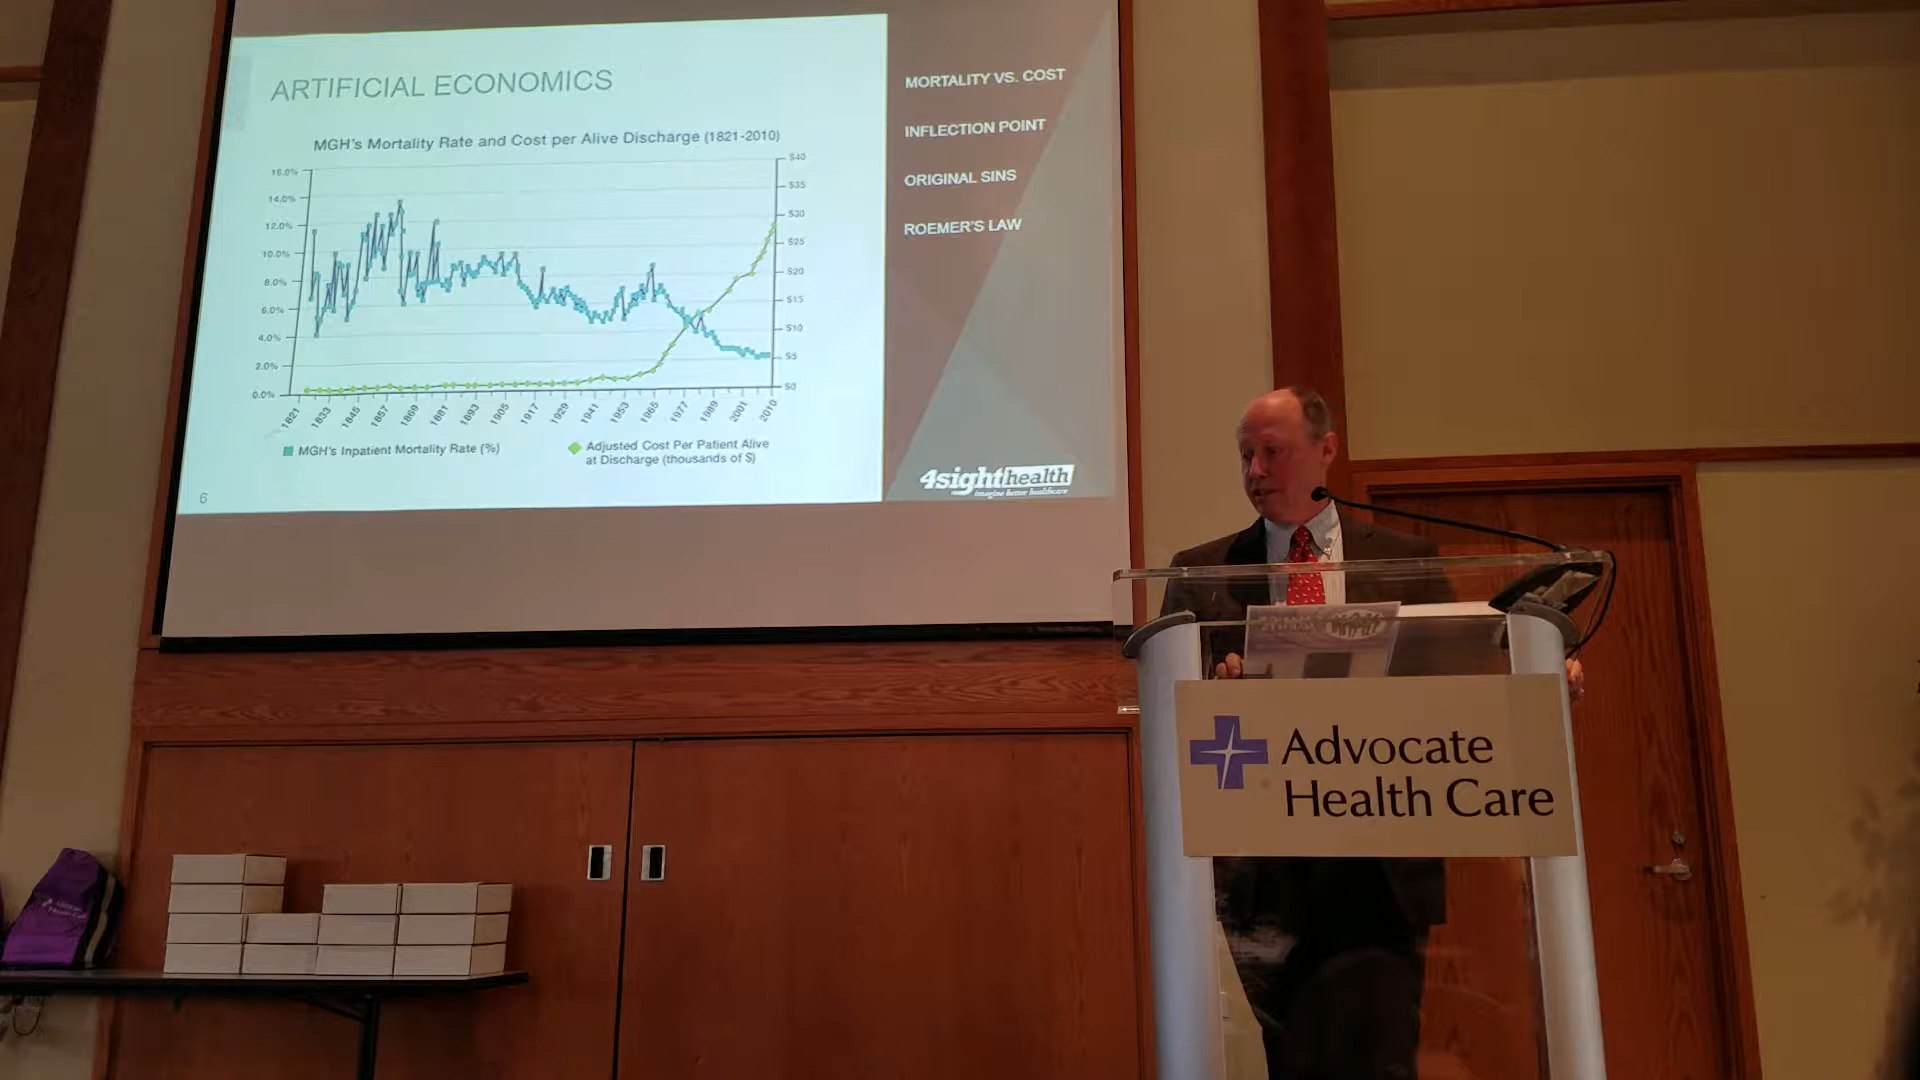 ARTIFICIAL ECONOMICS
MGH's Mortality Rate and Cost per Alive Discharge (1821-2010)
16.0%
14.0%
12.0%
10.0%
8.0%
6.0%
4.0%
2.0%
0.0%
$40
$35
$30
$25
$20
$15
$10
$5
$0
1821
1833
1845
1857
1869
1881
1893
1905
1917
1929
1941
1953
1965
1977
1989
2001
2010
MGH's Inpatient Mortality Rate (%)
Adjusted Cost Per Patient Alive
at Discharge (thousands of $)
6
MORTALITY VS. COST
INFLECTION POINT
ORIGINAL SINS
ROEMER'S LAW
4sighthealth
imagine better healthcare
Advocate
Health Care